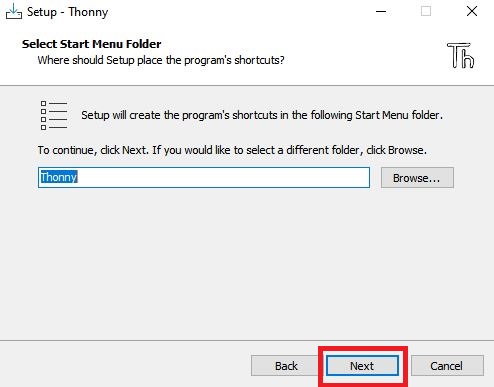 Setup - Thonny
Select Start Menu Folder
Where should Setup place the program's shortcuts?
Th
Setup will create the program's shortcuts in the following Start Menu folder.
To continue, click Next. If you would like to select a different folder, click Browse.
Thonny
Browse...
Back
Next
Cancel